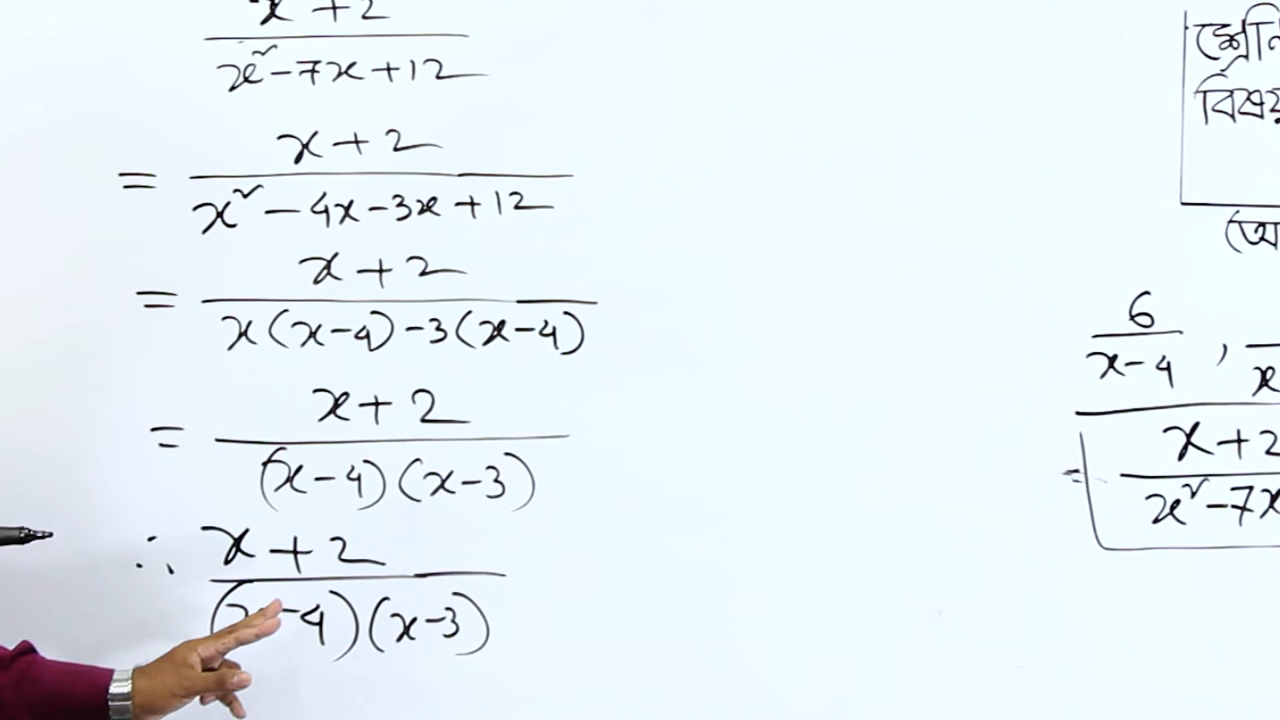 x + 2
x² - 7x + 12
= x + 2
x² - 4x - 3x + 12
= x + 2
x(x-4) - 3(x-4)
= x + 2
(x-4)(x-3)
∴ x + 2
(x-4)(x-3)
বিষয়
6
x-4 ,
x
= x + 2
x² - 7x